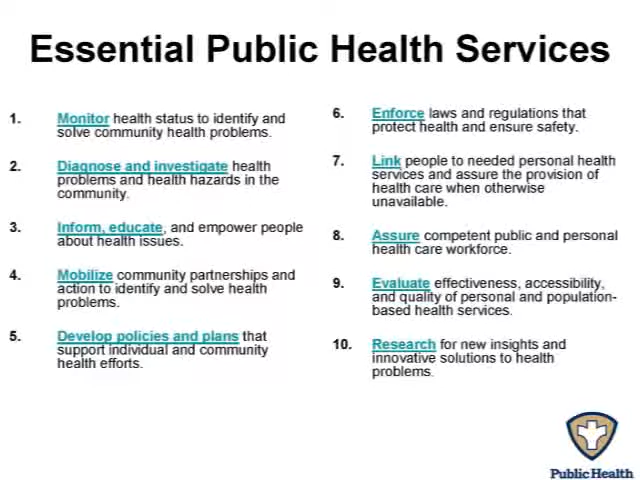 Essential Public Health Services
1. Monitor health status to identify and
solve community health problems.
2. Diagnose and investigate health
problems and health hazards in the
community.
3. Inform, educate, and empower people
about health issues.
4. Mobilize community partnerships and
action to identify and solve health
problems.
5. Develop policies and plans that
support individual and community
health efforts.
6. Enforce laws and regulations that
protect health and ensure safety.
7. Link people to needed personal health
services and assure the provision of
health care when otherwise
unavailable.
8. Assure competent public and personal
health care workforce.
9. Evaluate effectiveness, accessibility,
and quality of personal and population-
based health services.
10. Research for new insights and
innovative solutions to health
problems.
Public Health